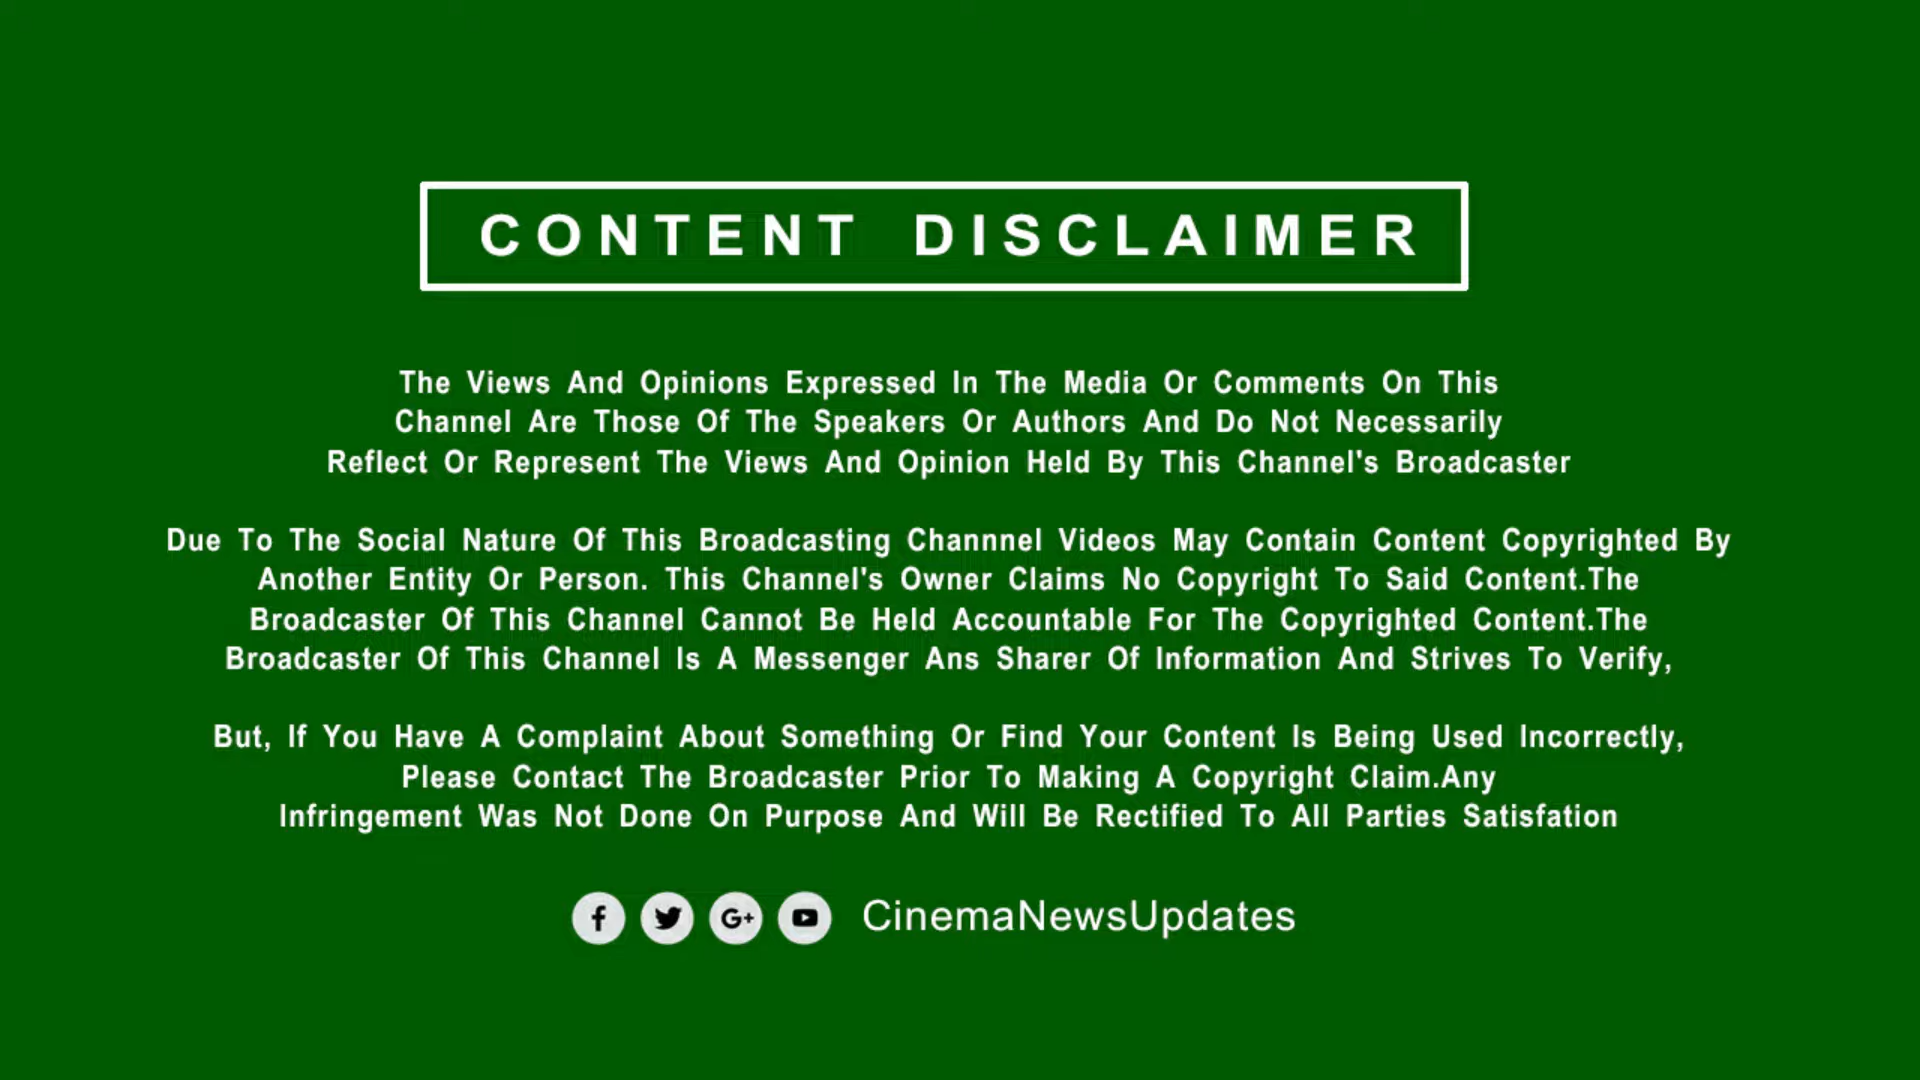 CONTENT DISCLAIMER
The Views And Opinions Expressed In The Media Or Comments On This
Channel Are Those Of The Speakers Or Authors And Do Not Necessarily
Reflect Or Represent The Views And Opinion Held By This Channel's Broadcaster
Due To The Social Nature Of This Broadcasting Channnel Videos May Contain Content Copyrighted By
Another Entity Or Person. This Channel's Owner Claims No Copyright To Said Content.The
Broadcaster Of This Channel Cannot Be Held Accountable For The Copyrighted Content.The
Broadcaster Of This Channel Is A Messenger Ans Sharer Of Information And Strives To Verify,
But, If You Have A Complaint About Something Or Find Your Content Is Being Used Incorrectly,
Please Contact The Broadcaster Prior To Making A Copyright Claim.Any
Infringement Was Not Done On Purpose And Will Be Rectified To All Parties Satisfation
f G+ CinemaNewsUpdates